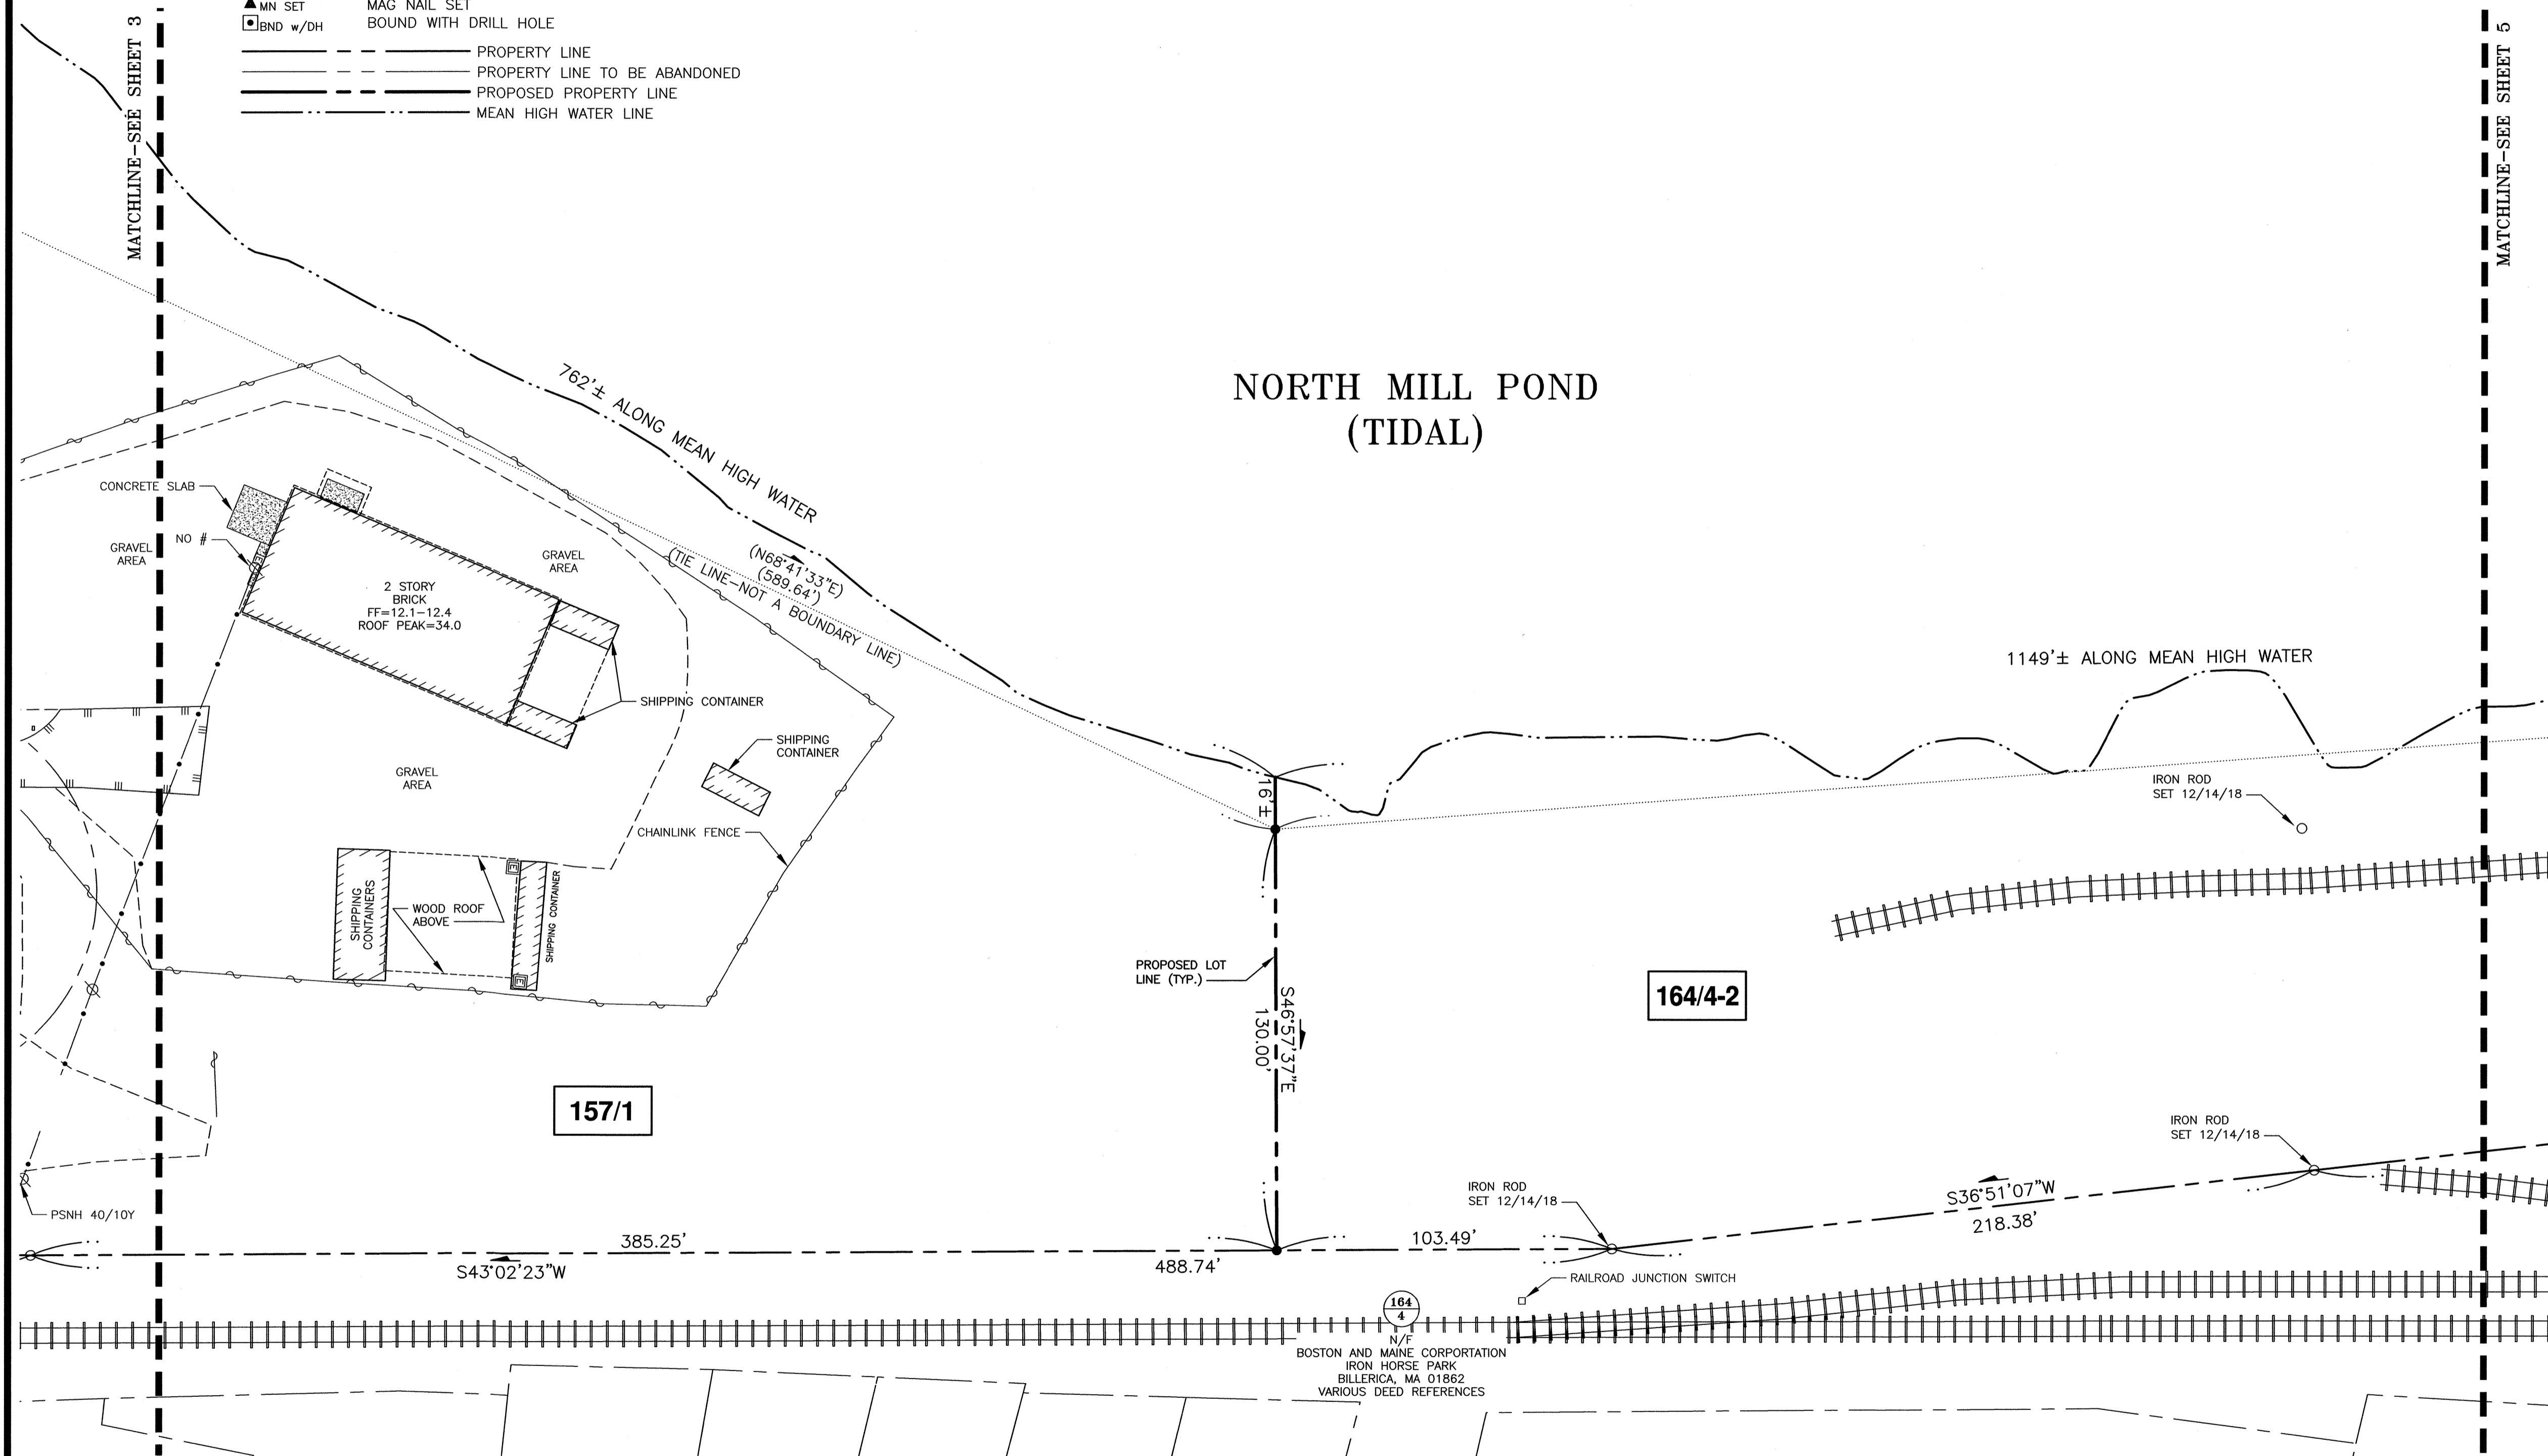 MN SET MAG NAIL SET
BND w/DH BOUND WITH DRILL HOLE
PROPERTY LINE
PROPERTY LINE TO BE ABANDONED
PROPOSED PROPERTY LINE
MEAN HIGH WATER LINE
MATCHLINE-SEE SHEET 3
MATCHLINE-SEE SHEET 5
NORTH MILL POND
(TIDAL)
762'± ALONG MEAN HIGH WATER
CONCRETE SLAB
NO #
GRAVEL
AREA
GRAVEL
AREA
2 STORY
BRICK
FF=12.1-12.4
ROOF PEAK=34.0
(N68°41'33"E)
(589.64')
(TIE LINE-NOT A BOUNDARY LINE)
SHIPPING CONTAINER
1149'± ALONG MEAN HIGH WATER
SHIPPING
CONTAINER
GRAVEL
AREA
16'±
IRON ROD
SET 12/14/18
CHAINLINK FENCE
SHIPPING
CONTAINERS
WOOD ROOF
ABOVE
E
E
SHIPPING CONTAINER
PROPOSED LOT
LINE (TYP.)
S46°57'37"E
130.00'
164/4-2
157/1
IRON ROD
SET 12/14/18
IRON ROD
SET 12/14/18
S36°51'07"W
218.38'
PSNH 40/10Y
385.25'
S43°02'23"W
488.74'
103.49'
RAILROAD JUNCTION SWITCH
164
4
N/F
BOSTON AND MAINE CORPORTATION
IRON HORSE PARK
BILLERICA, MA 01862
VARIOUS DEED REFERENCES